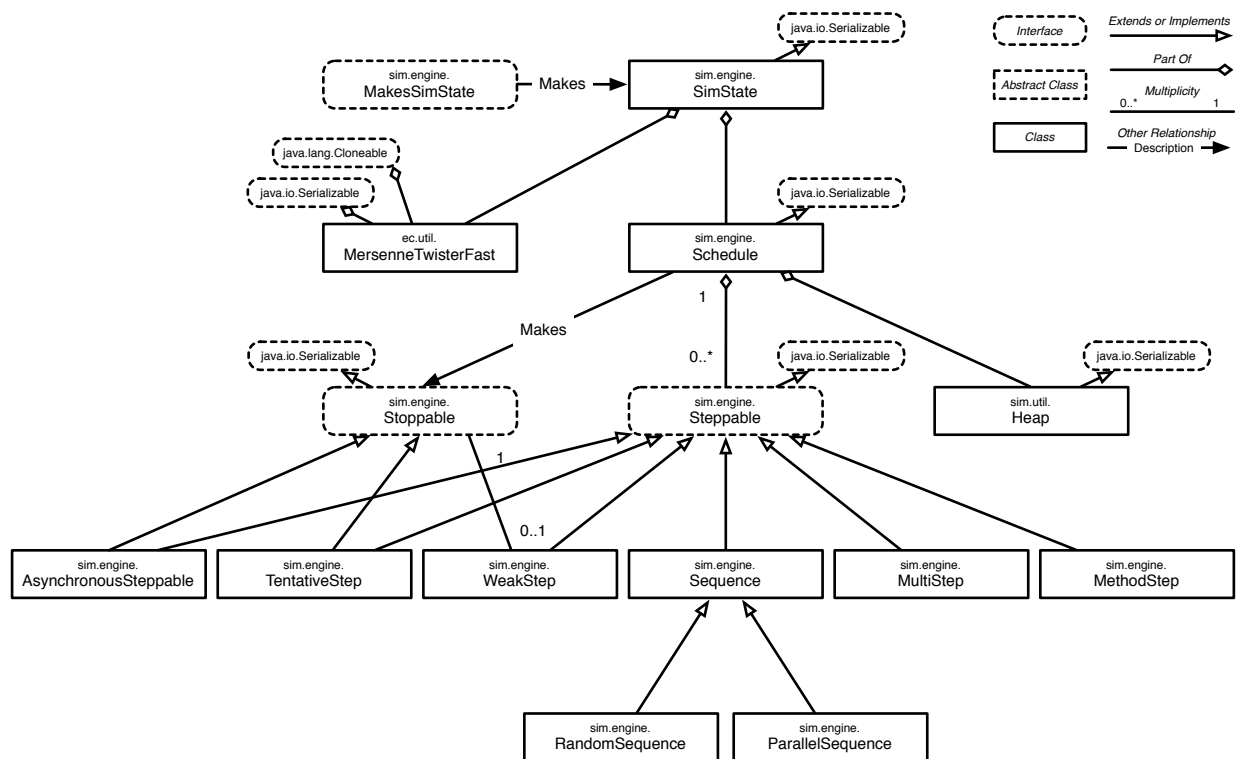 java.io.Serializable
Interface
Extends or Implements
sim.engine.
MakesSimState
Makes
sim.engine.
SimState
Part Of
Abstract Class
Multiplicity
0..*
1
java.lang.Cloneable
Class
Other Relationship
Description
java.io.Serializable
java.io.Serializable
ec.util.
MersenneTwisterFast
sim.engine.
Schedule
1
Makes
0..*
java.io.Serializable
java.io.Serializable
java.io.Serializable
sim.engine.
Stoppable
sim.engine.
Steppable
sim.util.
Heap
1
0..1
sim.engine.
AsynchronousSteppable
sim.engine.
TentativeStep
sim.engine.
WeakStep
sim.engine.
Sequence
sim.engine.
MultiStep
sim.engine.
MethodStep
sim.engine.
RandomSequence
sim.engine.
ParallelSequence